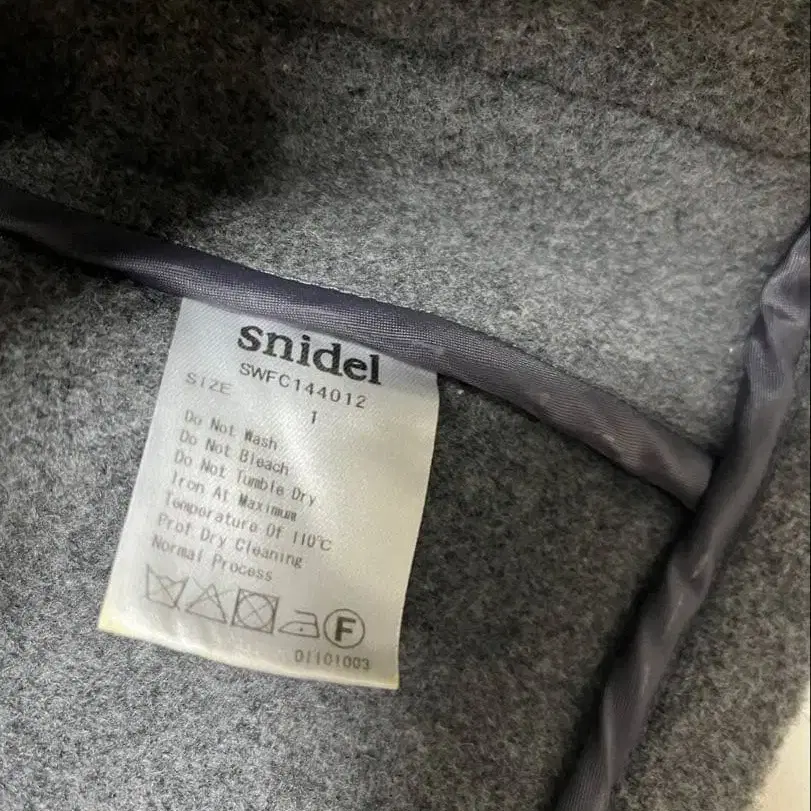 snidel
SWFC144012
SIZE 1
Do Not Wash
Do Not Bleach
Do Not Tumble Dry
Iron At Maximum
Temperature Of 110℃
Prof Dry Cleaning
Normal Process
F
01101003